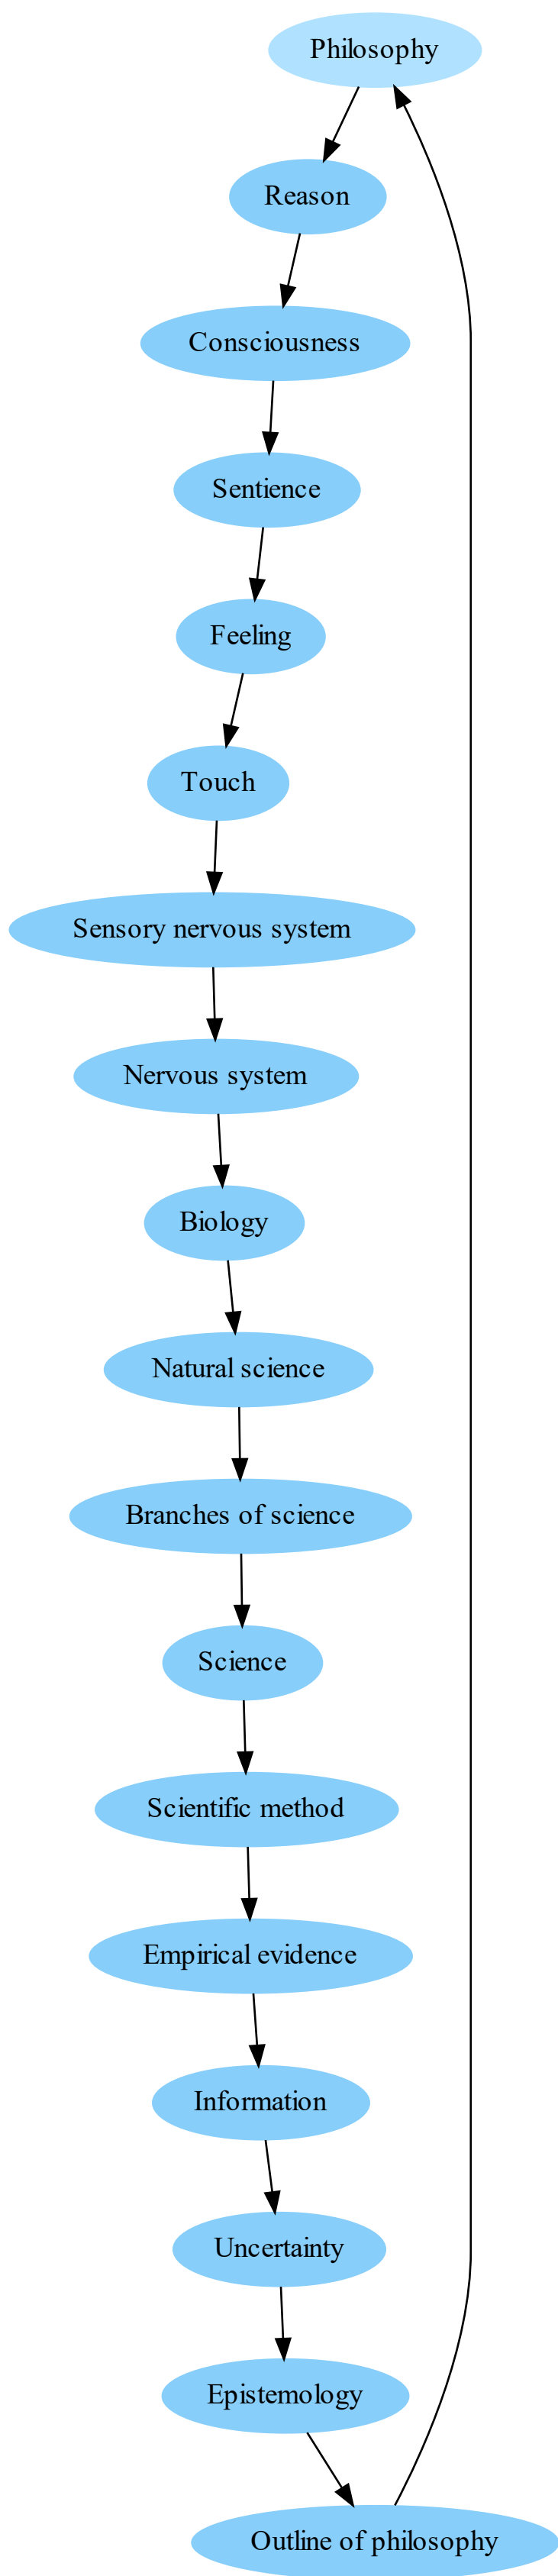 Philosophy
Reason
Consciousness
Sentience
Feeling
Touch
Sensory nervous system
Nervous system
Biology
Natural science
Branches of science
Science
Scientific method
Empirical evidence
Information
Uncertainty
Epistemology
Outline of philosophy